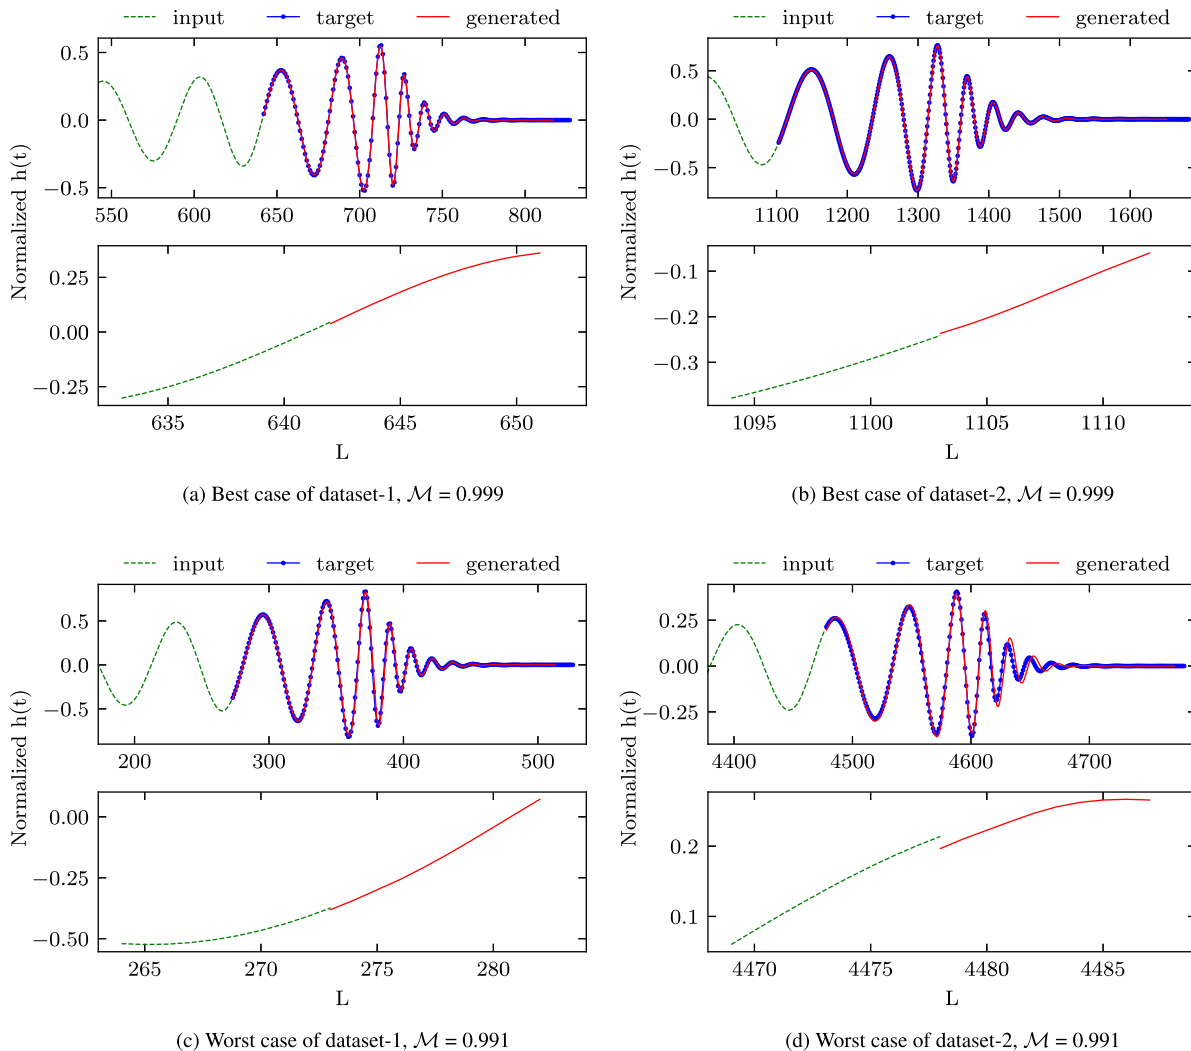 input target generated
Normalized h(t)
0.5
0.0
−0.5
550 600 650 700 750 800
0.25
0.00
−0.25
635 640 645 650
L
(a) Best case of dataset-1, ℳ = 0.999
input target generated
Normalized h(t)
0.5
0.0
−0.5
1100 1200 1300 1400 1500 1600
−0.1
−0.2
−0.3
1095 1100 1105 1110
L
(b) Best case of dataset-2, ℳ = 0.999
input target generated
Normalized h(t)
0.5
0.0
−0.5
200 300 400 500
0.00
−0.25
−0.50
265 270 275 280
L
(c) Worst case of dataset-1, ℳ = 0.991
input target generated
Normalized h(t)
0.25
0.00
−0.25
4400 4500 4600 4700
0.2
0.1
4470 4475 4480 4485
L
(d) Worst case of dataset-2, ℳ = 0.991